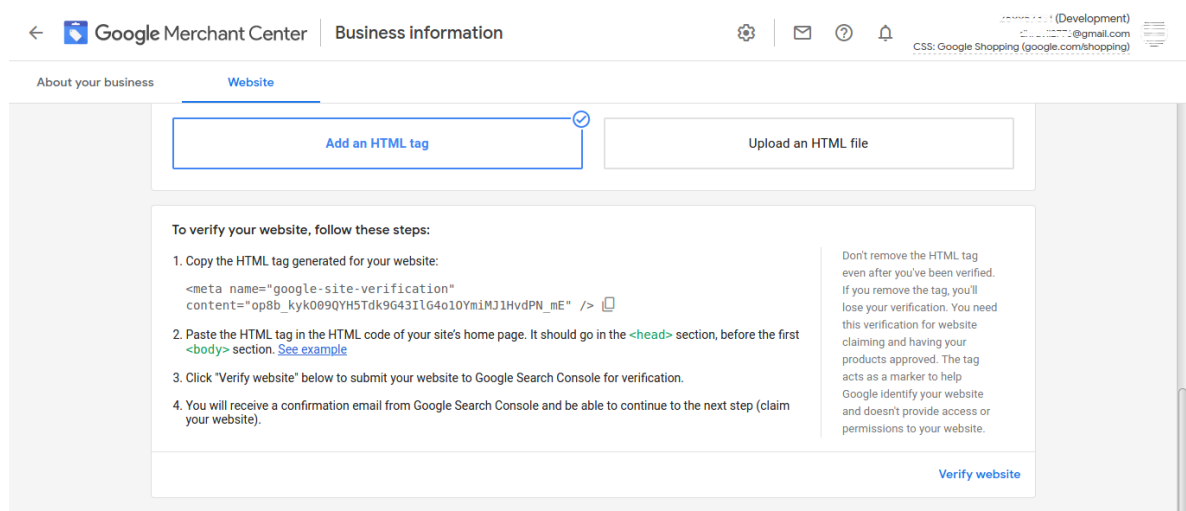 Google Merchant Center Business information
(Development)
@gmail.com
CSS: Google Shopping (google.com/shopping)
About your business Website
Add an HTML tag Upload an HTML file
To verify your website, follow these steps:
1. Copy the HTML tag generated for your website:
<meta name="google-site-verification"
content="op8b_kykO09QYH5Tdk9G43IlG4o1OYmiMJ1HvdPN_mE" />
2. Paste the HTML tag in the HTML code of your site's home page. It should go in the <head> section, before the first
<body> section. See example
3. Click "Verify website" below to submit your website to Google Search Console for verification.
4. You will receive a confirmation email from Google Search Console and be able to continue to the next step (claim
your website).
Don't remove the HTML tag
even after you've been verified.
If you remove the tag, you'll
lose your verification. You need
this verification for website
claiming and having your
products approved. The tag
acts as a marker to help
Google identify your website
and doesn't provide access or
permissions to your website.
Verify website